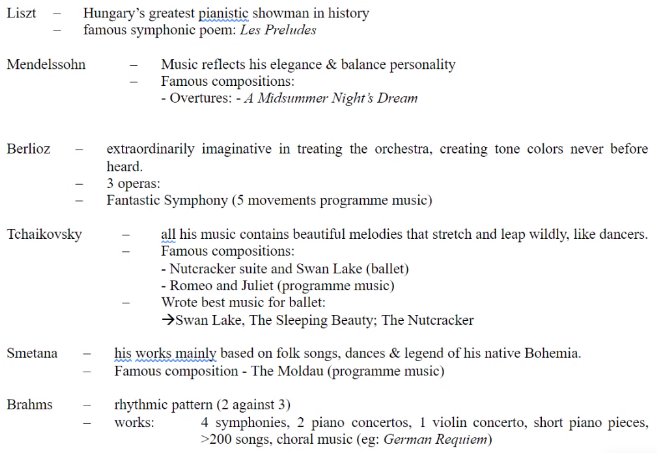 Liszt – Hungary's greatest pianistic showman in history
– famous symphonic poem: Les Preludes
Mendelssohn – Music reflects his elegance & balance personality
– Famous compositions:
- Overtures: - A Midsummer Night's Dream
Berlioz – extraordinarily imaginative in treating the orchestra, creating tone colors never before
heard.
– 3 operas:
– Fantastic Symphony (5 movements programme music)
Tchaikovsky – all his music contains beautiful melodies that stretch and leap wildly, like dancers.
– Famous compositions:
- Nutcracker suite and Swan Lake (ballet)
- Romeo and Juliet (programme music)
– Wrote best music for ballet:
→Swan Lake, The Sleeping Beauty; The Nutcracker
Smetana – his works mainly based on folk songs, dances & legend of his native Bohemia.
– Famous composition - The Moldau (programme music)
Brahms – rhythmic pattern (2 against 3)
– works: 4 symphonies, 2 piano concertos, 1 violin concerto, short piano pieces,
>200 songs, choral music (eg: German Requiem)